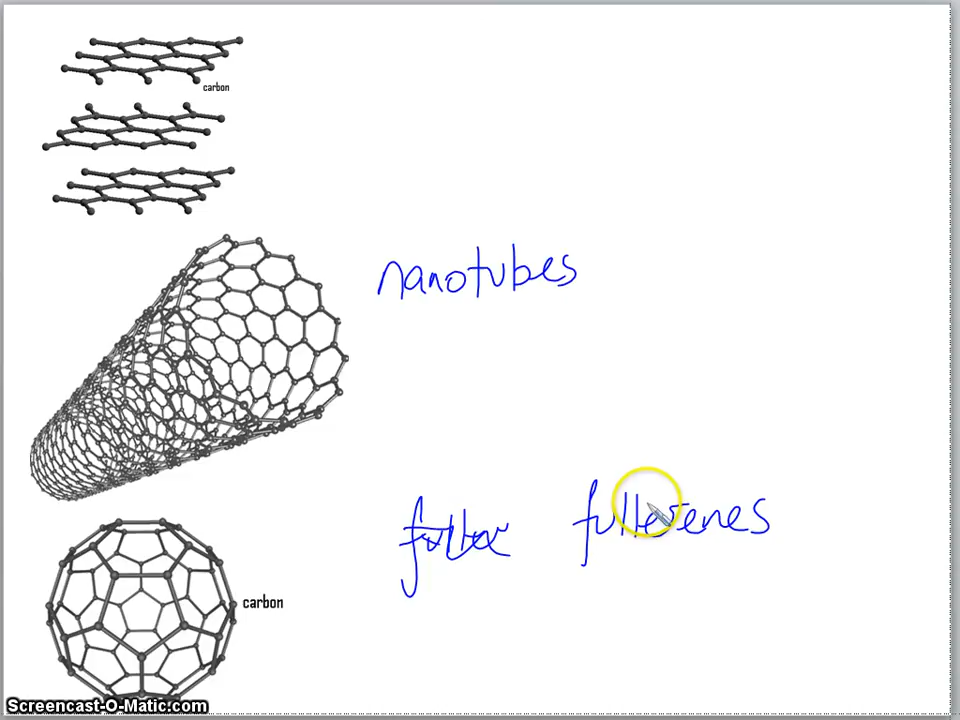 carbon
nanotubes
fullerenes
carbon
Screencast-O-Matic.com